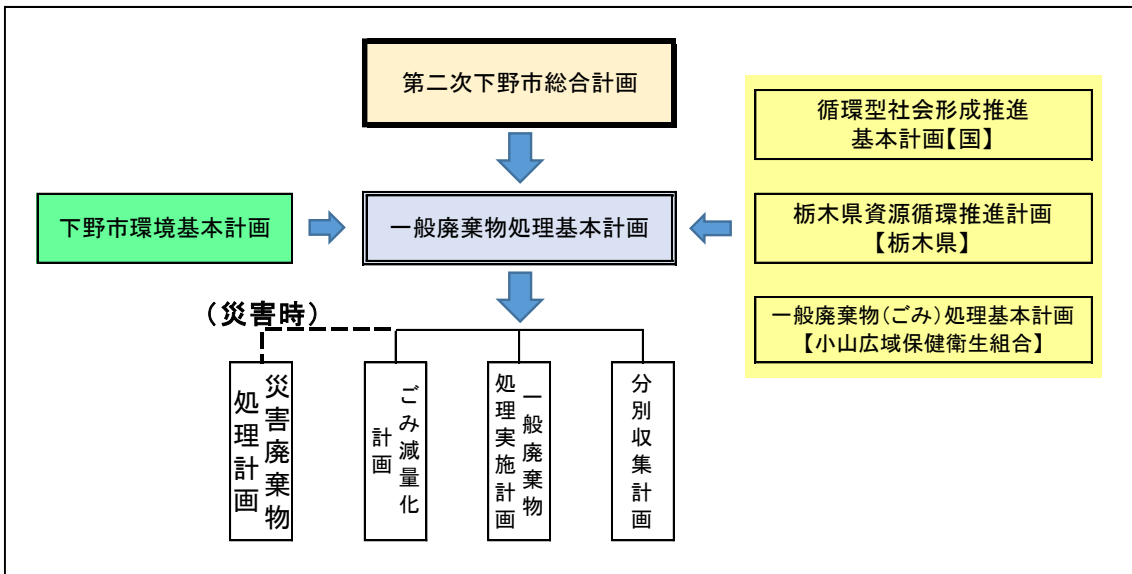 第二次下野市総合計画
循環型社会形成推進
基本計画【国】
下野市環境基本計画
一般廃棄物処理基本計画
栃木県資源循環推進計画
【栃木県】
一般廃棄物(ごみ)処理基本計画
【小山広域保健衛生組合】
(災害時)
災害廃棄物
処理計画
ごみ減量化
計画
一般廃棄物
処理実施計画
分別収集計画